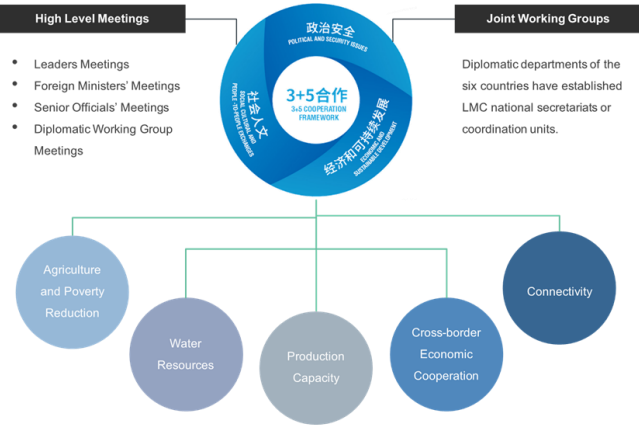 High Level Meetings
• Leaders Meetings
• Foreign Ministers' Meetings
• Senior Officials' Meetings
• Diplomatic Working Group
Meetings
政治安全
POLITICAL AND SECURITY ISSUES
社会人文
SOCIAL, CULTURAL AND
PEOPLE-TO-PEOPLE EXCHANGES
3+5合作
3+5 COOPERATION
FRAMEWORK
经济和可持续发展
ECONOMIC AND
SUSTAINABLE DEVELOPMENT
Joint Working Groups
Diplomatic departments of the
six countries have established
LMC national secretariats or
coordination units.
Agriculture
and Poverty
Reduction
Water
Resources
Production
Capacity
Cross-border
Economic
Cooperation
Connectivity